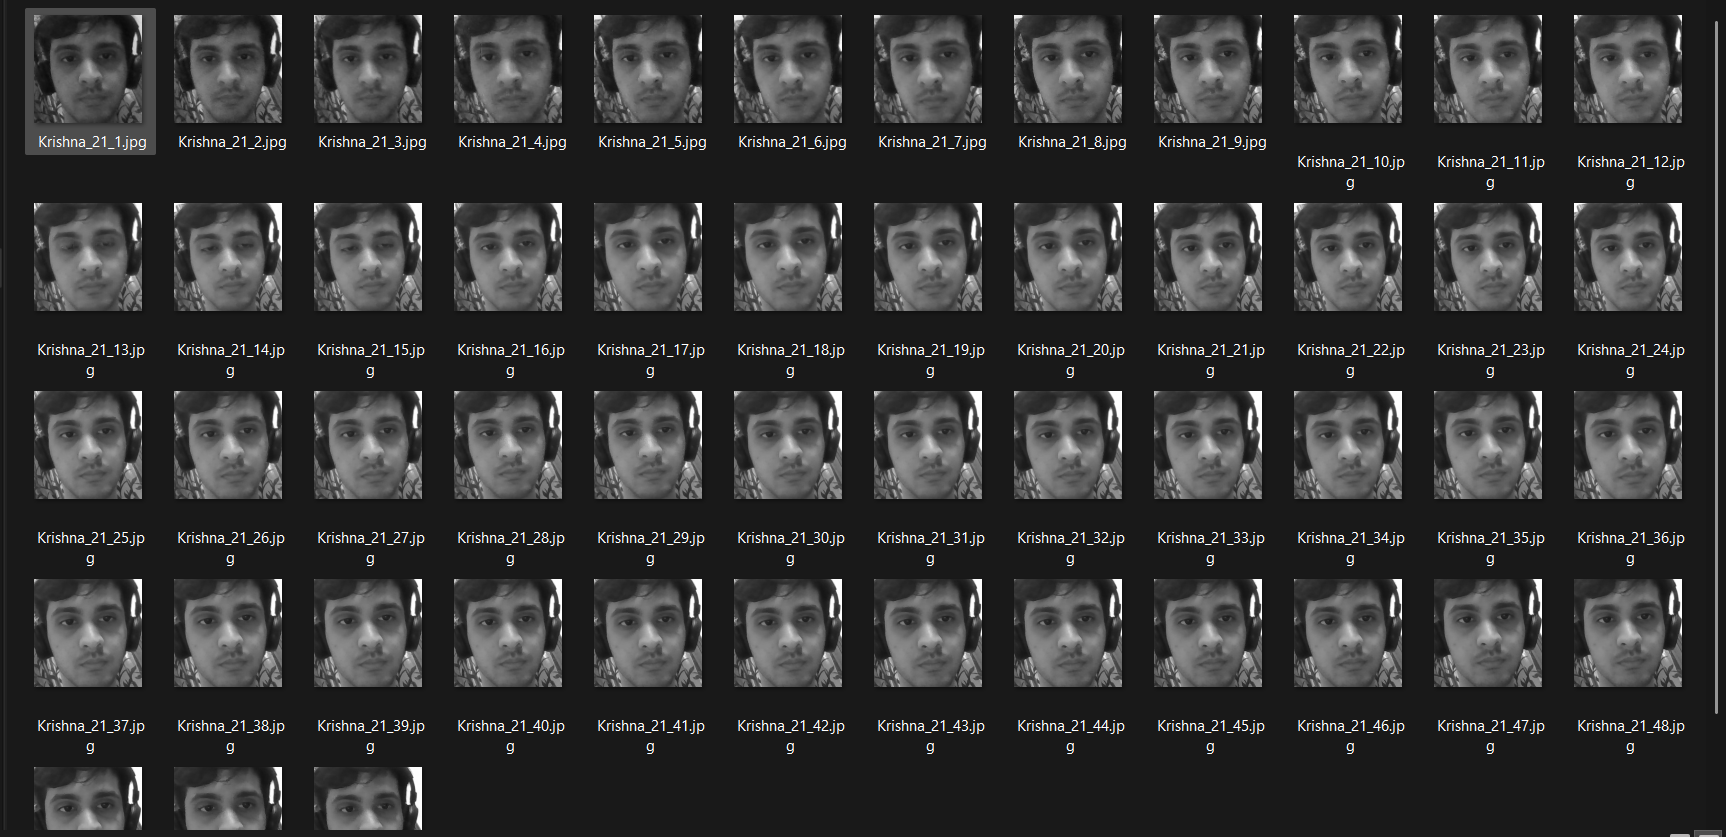 Krishna_21_1.jpg
Krishna_21_2.jpg
Krishna_21_3.jpg
Krishna_21_4.jpg
Krishna_21_5.jpg
Krishna_21_6.jpg
Krishna_21_7.jpg
Krishna_21_8.jpg
Krishna_21_9.jpg
Krishna_21_10.jp
g
Krishna_21_11.jp
g
Krishna_21_12.jp
g
Krishna_21_13.jp
g
Krishna_21_14.jp
g
Krishna_21_15.jp
g
Krishna_21_16.jp
g
Krishna_21_17.jp
g
Krishna_21_18.jp
g
Krishna_21_19.jp
g
Krishna_21_20.jp
g
Krishna_21_21.jp
g
Krishna_21_22.jp
g
Krishna_21_23.jp
g
Krishna_21_24.jp
g
Krishna_21_25.jp
g
Krishna_21_26.jp
g
Krishna_21_27.jp
g
Krishna_21_28.jp
g
Krishna_21_29.jp
g
Krishna_21_30.jp
g
Krishna_21_31.jp
g
Krishna_21_32.jp
g
Krishna_21_33.jp
g
Krishna_21_34.jp
g
Krishna_21_35.jp
g
Krishna_21_36.jp
g
Krishna_21_37.jp
g
Krishna_21_38.jp
g
Krishna_21_39.jp
g
Krishna_21_40.jp
g
Krishna_21_41.jp
g
Krishna_21_42.jp
g
Krishna_21_43.jp
g
Krishna_21_44.jp
g
Krishna_21_45.jp
g
Krishna_21_46.jp
g
Krishna_21_47.jp
g
Krishna_21_48.jp
g